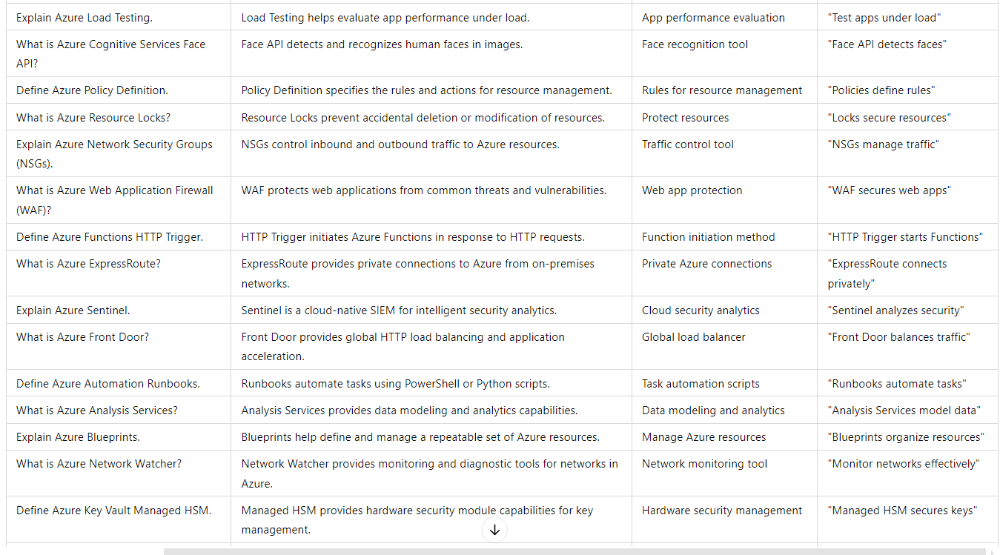 Explain Azure Load Testing. Load Testing helps evaluate app performance under load. App performance evaluation "Test apps under load"
What is Azure Cognitive Services Face Face API detects and recognizes human faces in images. Face recognition tool "Face API detects faces"
API?
Define Azure Policy Definition. Policy Definition specifies the rules and actions for resource management. Rules for resource management "Policies define rules"
What is Azure Resource Locks? Resource Locks prevent accidental deletion or modification of resources. Protect resources "Locks secure resources"
Explain Azure Network Security Groups NSGs control inbound and outbound traffic to Azure resources. Traffic control tool "NSGs manage traffic"
(NSGs).
What is Azure Web Application Firewall WAF protects web applications from common threats and vulnerabilities. Web app protection "WAF secures web apps"
(WAF)?
Define Azure Functions HTTP Trigger. HTTP Trigger initiates Azure Functions in response to HTTP requests. Function initiation method "HTTP Trigger starts Functions"
What is Azure ExpressRoute? ExpressRoute provides private connections to Azure from on-premises Private Azure connections "ExpressRoute connects
networks. privately"
Explain Azure Sentinel. Sentinel is a cloud-native SIEM for intelligent security analytics. Cloud security analytics "Sentinel analyzes security"
What is Azure Front Door? Front Door provides global HTTP load balancing and application Global load balancer "Front Door balances traffic"
acceleration.
Define Azure Automation Runbooks. Runbooks automate tasks using PowerShell or Python scripts. Task automation scripts "Runbooks automate tasks"
What is Azure Analysis Services? Analysis Services provides data modeling and analytics capabilities. Data modeling and analytics "Analysis Services model data"
Explain Azure Blueprints. Blueprints help define and manage a repeatable set of Azure resources. Manage Azure resources "Blueprints organize resources"
What is Azure Network Watcher? Network Watcher provides monitoring and diagnostic tools for networks in Network monitoring tool "Monitor networks effectively"
Azure.
Define Azure Key Vault Managed HSM. Managed HSM provides hardware security module capabilities for key Hardware security management "Managed HSM secures keys"
management.